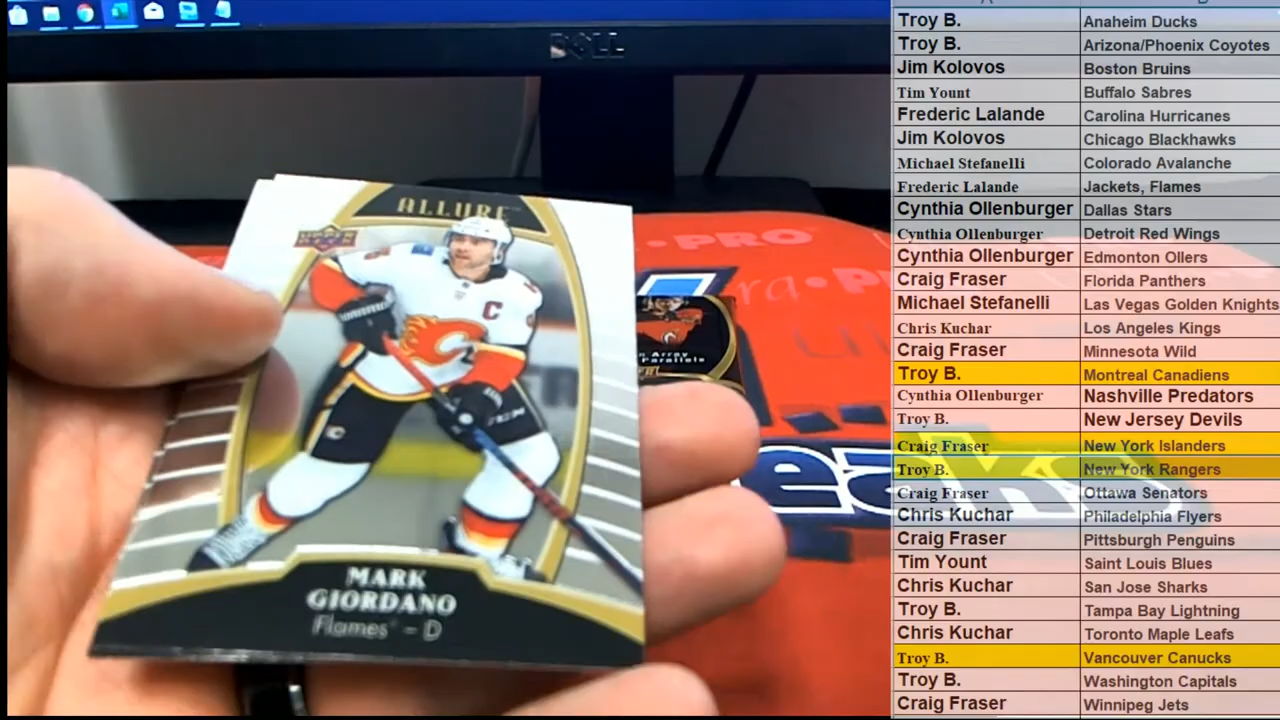 DELL
ALLURE
UPPER DECK
C
CCM
MARK
GIORDANO
Flames - D
PRO
ra PRO
n Array
Parallels
eaks
Troy B. Anaheim Ducks
Troy B. Arizona/Phoenix Coyotes
Jim Kolovos Boston Bruins
Tim Yount Buffalo Sabres
Frederic Lalande Carolina Hurricanes
Jim Kolovos Chicago Blackhawks
Michael Stefanelli Colorado Avalanche
Frederic Lalande Jackets, Flames
Cynthia Ollenburger Dallas Stars
Cynthia Ollenburger Detroit Red Wings
Cynthia Ollenburger Edmonton Oilers
Craig Fraser Florida Panthers
Michael Stefanelli Las Vegas Golden Knights
Chris Kuchar Los Angeles Kings
Craig Fraser Minnesota Wild
Troy B. Montreal Canadiens
Cynthia Ollenburger Nashville Predators
Troy B. New Jersey Devils
Craig Fraser New York Islanders
Troy B. New York Rangers
Craig Fraser Ottawa Senators
Chris Kuchar Philadelphia Flyers
Craig Fraser Pittsburgh Penguins
Tim Yount Saint Louis Blues
Chris Kuchar San Jose Sharks
Troy B. Tampa Bay Lightning
Chris Kuchar Toronto Maple Leafs
Troy B. Vancouver Canucks
Troy B. Washington Capitals
Craig Fraser Winnipeg Jets